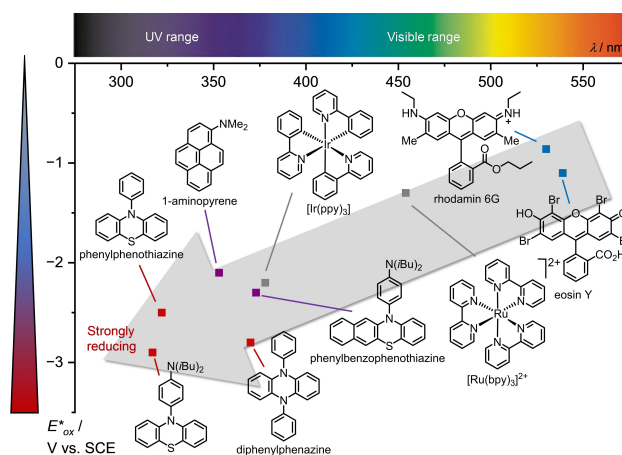 UV range
Visible range
λ / nm
300
350
400
450
500
550
0
-1
-2
-3
E*ox /
V vs. SCE
Strongly
reducing
N
S
phenylphenothiazine
NMe2
1-aminopyrene
N
N
N
Ir
[Ir(ppy)3]
NH
O
NH
+
Me
Me
O
O
rhodamin 6G
Br
Br
HO
O
O
Br
B
CO2H
eosin Y
N(iBu)2
N
S
phenylbenzophenothiazine
2+
N
N
N
N
N
N
Ru
[Ru(bpy)3]2+
N(iBu)2
N
S
N
N
diphenylphenazine